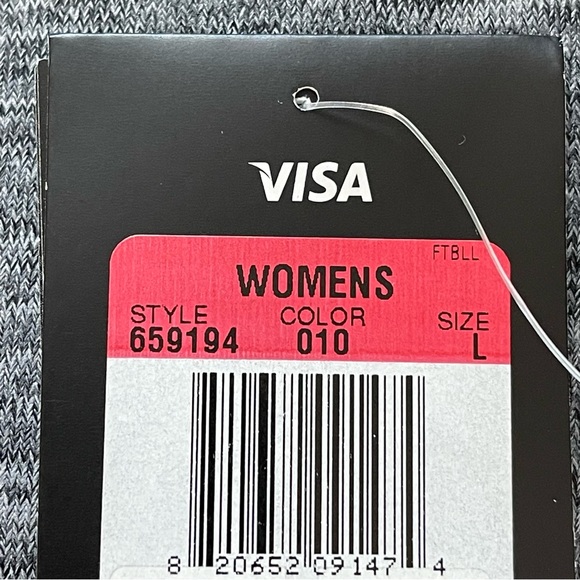 VISA
FTBLL
WOMENS
STYLE COLOR SIZE
659194 010 L
8 20652 09147 4